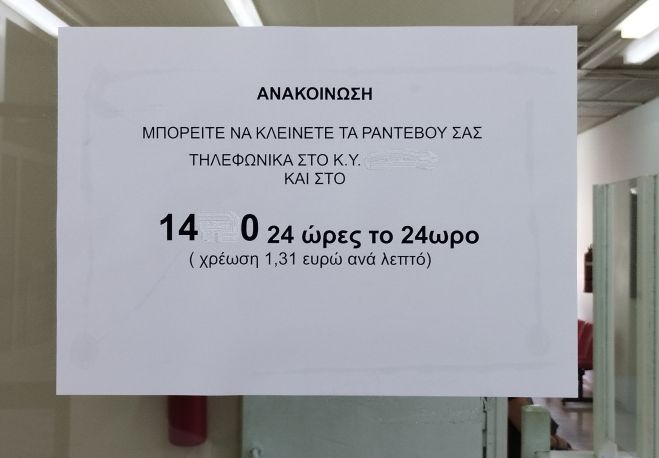 ΑΝΑΚΟΙΝΩΣΗ
ΜΠΟΡΕΙΤΕ ΝΑ ΚΛΕΙΝΕΤΕ ΤΑ ΡΑΝΤΕΒΟΥ ΣΑΣ
ΤΗΛΕΦΩΝΙΚΑ ΣΤΟ Κ.Υ.
ΚΑΙ ΣΤΟ
14 0 24 ώρες το 24ωρο
( χρέωση 1,31 ευρώ ανά λεπτό)